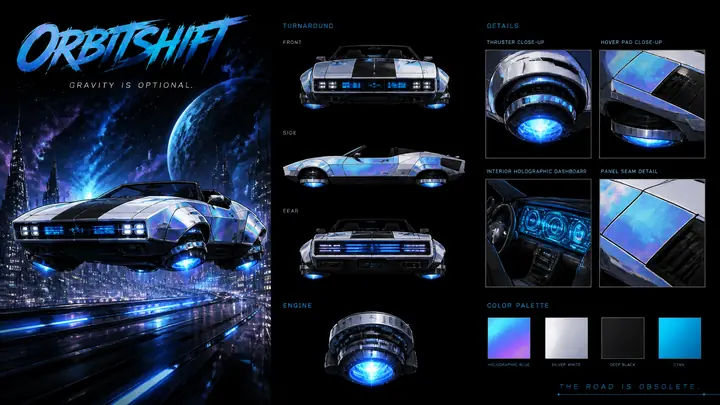 ORBITSHIFT
GRAVITY IS OPTIONAL.
TURNAROUND
FRONT
SIDE
REAR
ENGINE
DETAILS
THRUSTER CLOSE-UP
HOVER PAD CLOSE-UP
INTERIOR HOLOGRAPHIC DASHBOARD
PANEL SEAM DETAIL
COLOR PALETTE
HOLOGRAPHIC BLUE
SILVER WHITE
DEEP BLACK
CYAN
THE ROAD IS OBSOLETE.